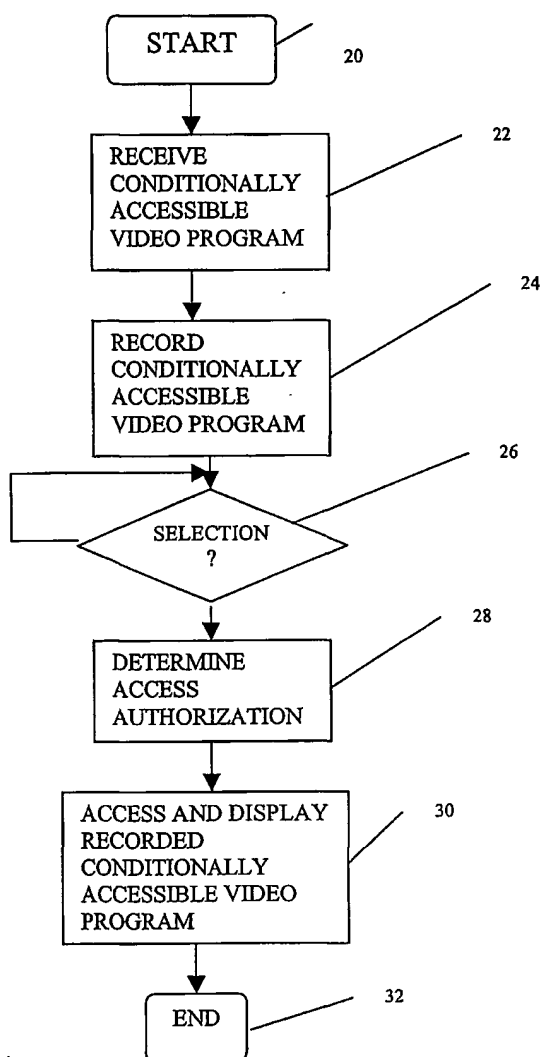 START
20
RECEIVE
CONDITIONALLY
ACCESSIBLE
VIDEO PROGRAM
22
RECORD
CONDITIONALLY
ACCESSIBLE
VIDEO PROGRAM
24
SELECTION
?
26
DETERMINE
ACCESS
AUTHORIZATION
28
ACCESS AND DISPLAY
RECORDED
CONDITIONALLY
ACCESSIBLE VIDEO
PROGRAM
30
END
32